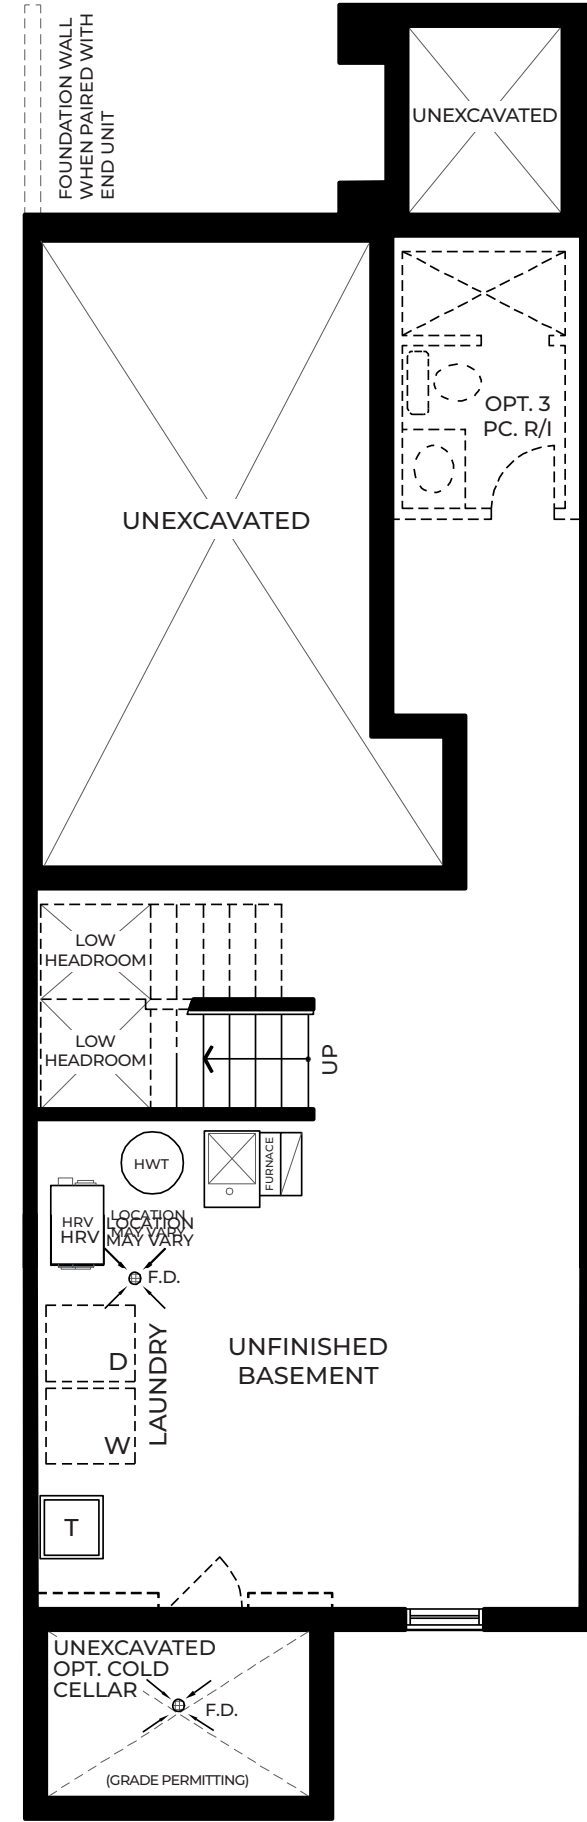 FOUNDATION WALL
WHEN PAIRED WITH
END UNIT
UNEXCAVATED
OPT. 3
PC. R/I
UNEXCAVATED
LOW
HEADROOM
LOW
HEADROOM
UP
HWT
FURNACE
HRV
HRV
LOCATION
MAY VARY
LOCATION
MAY VARY
F.D.
D
LAUNDRY
W
UNFINISHED
BASEMENT
T
UNEXCAVATED
OPT. COLD
CELLAR
F.D.
(GRADE PERMITTING)